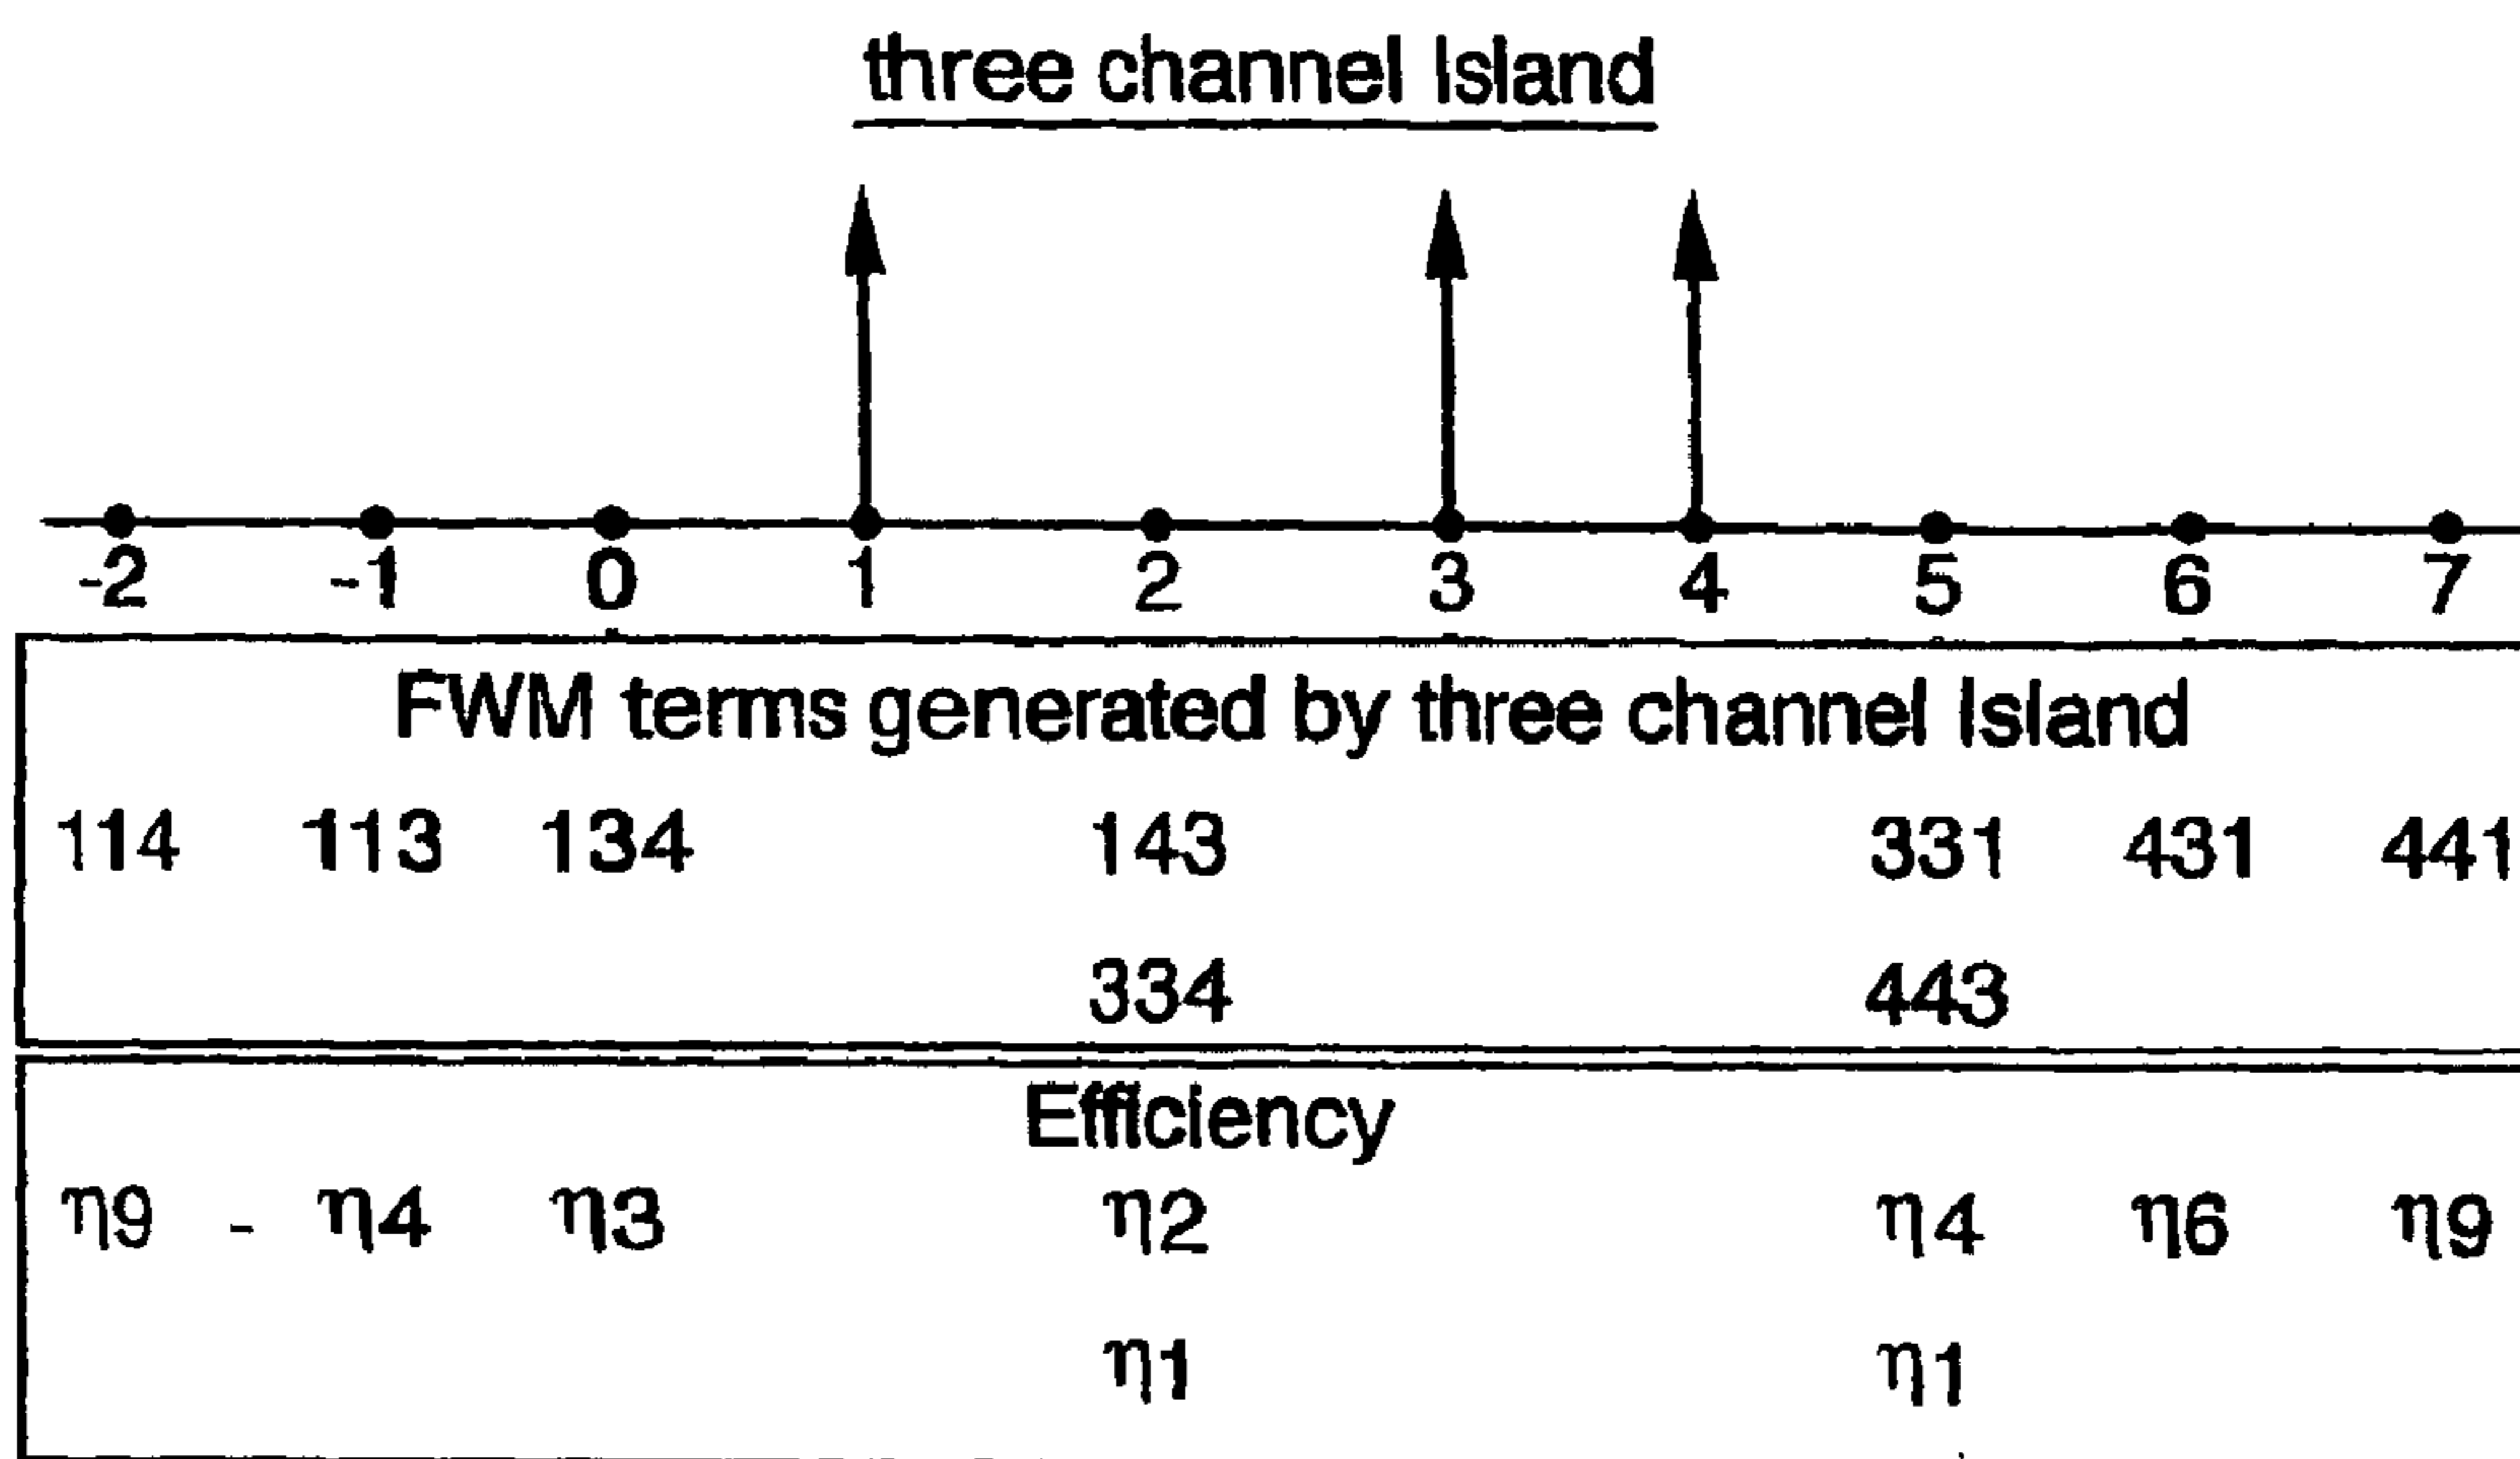 three channel Island
-2 -1 0 1 2 3 4 5 6 7
FWM terms generated by three channel Island
114 113 134 143 331 431 441
334 443
Efficiency
η9 - η4 η3 η2 η4 η6 η9
η1 η1